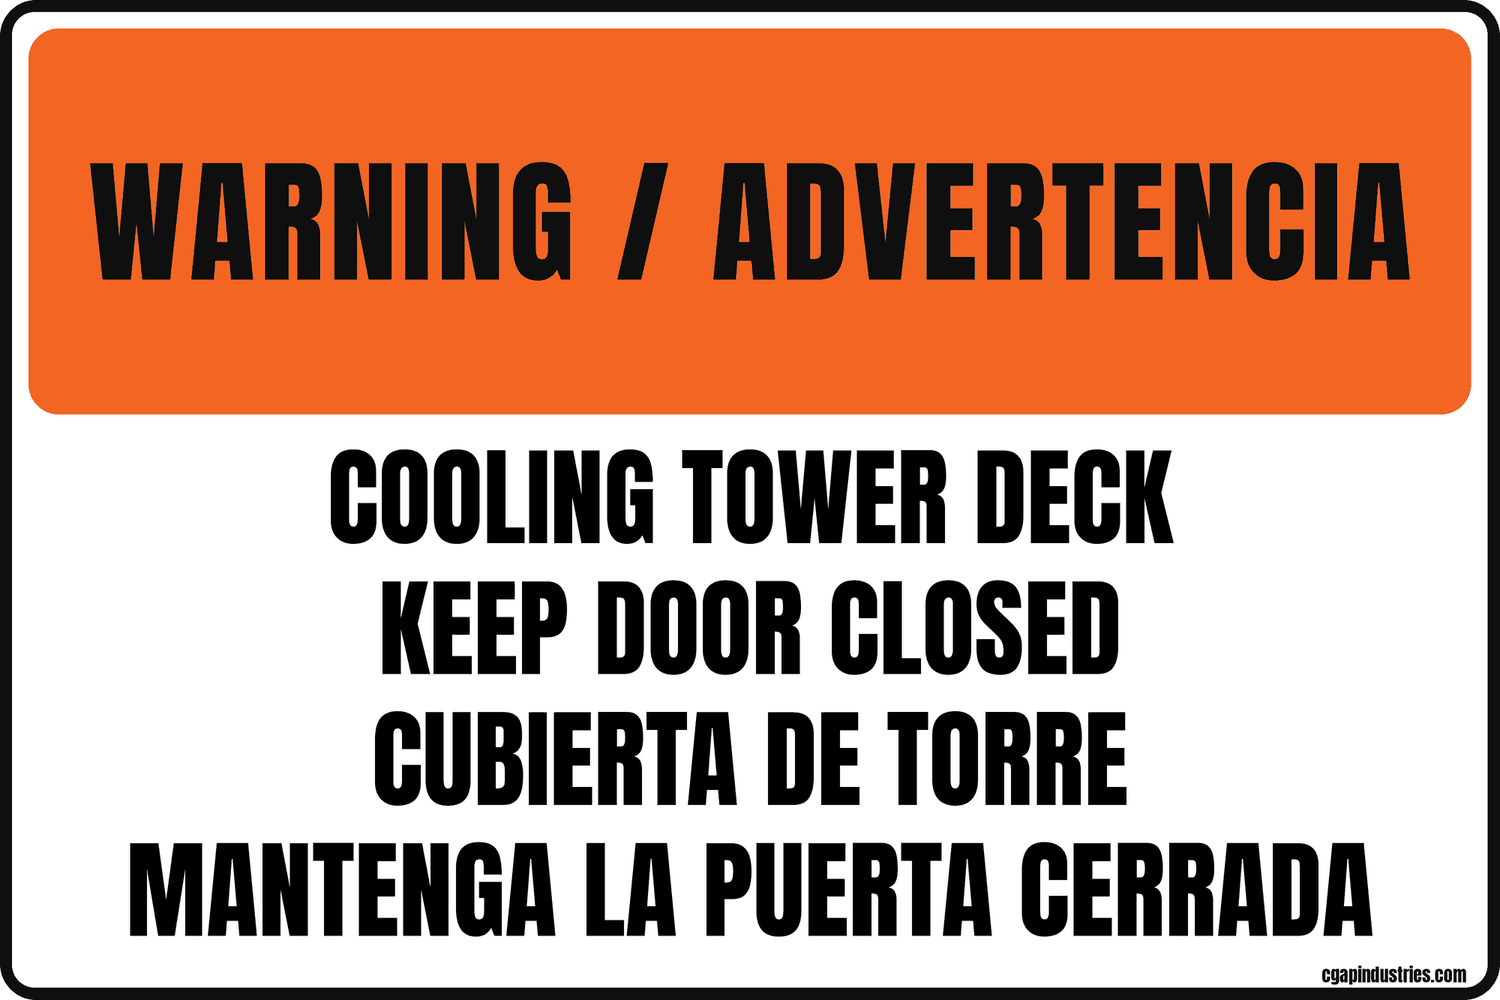 WARNING / ADVERTENCIA
COOLING TOWER DECK
KEEP DOOR CLOSED
CUBIERTA DE TORRE
MANTENGA LA PUERTA CERRADA
cgapindustries.com